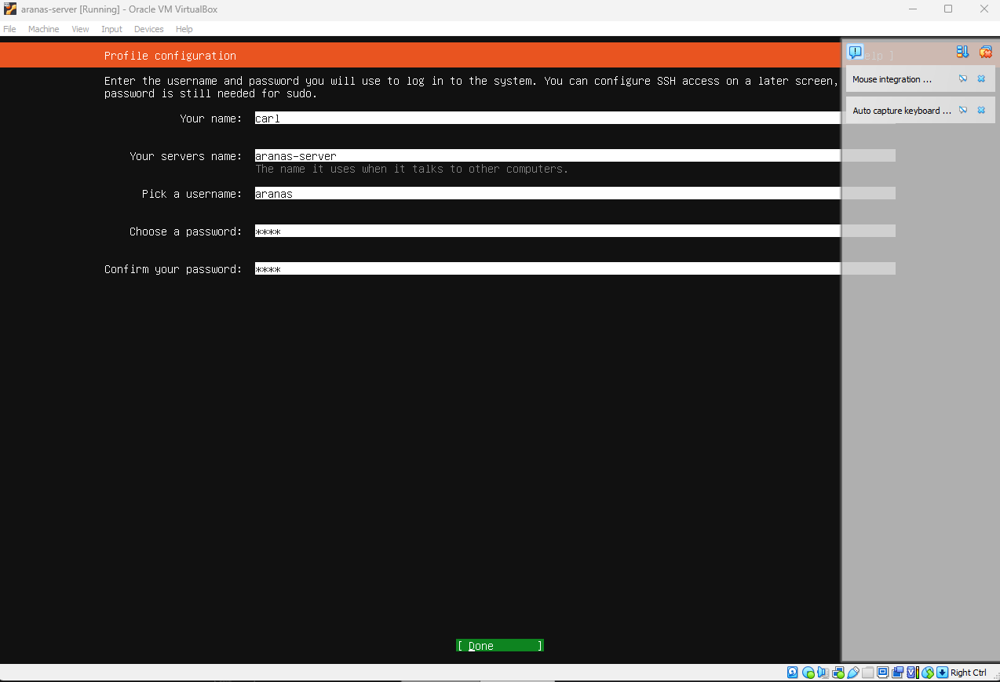 aranas-server [Running] - Oracle VM VirtualBox
File Machine View Input Devices Help
Profile configuration
Enter the username and password you will use to log in to the system. You can configure SSH access on a later screen,
password is still needed for sudo.
Your name: carl
Your servers name: aranas-server
The name it uses when it talks to other computers.
Pick a username: aranas
Choose a password: ****
Confirm your password: ****
[ Done ]
elp ]
Mouse integration ...
Auto capture keyboard ...
Right Ctrl